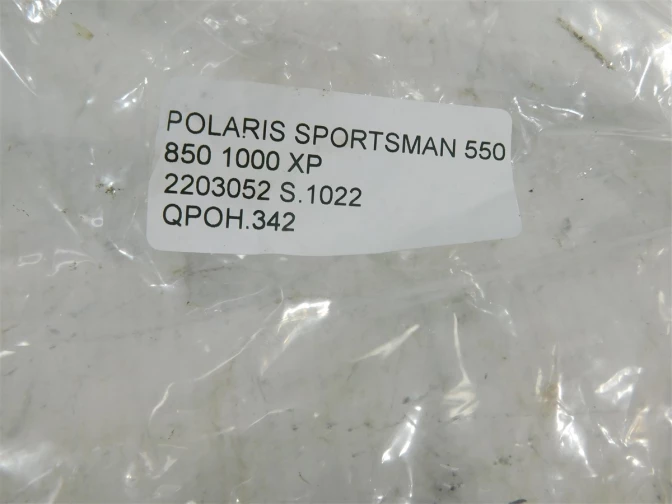 POLARIS SPORTSMAN 550
850 1000 XP
2203052 S.1022
QPOH.342